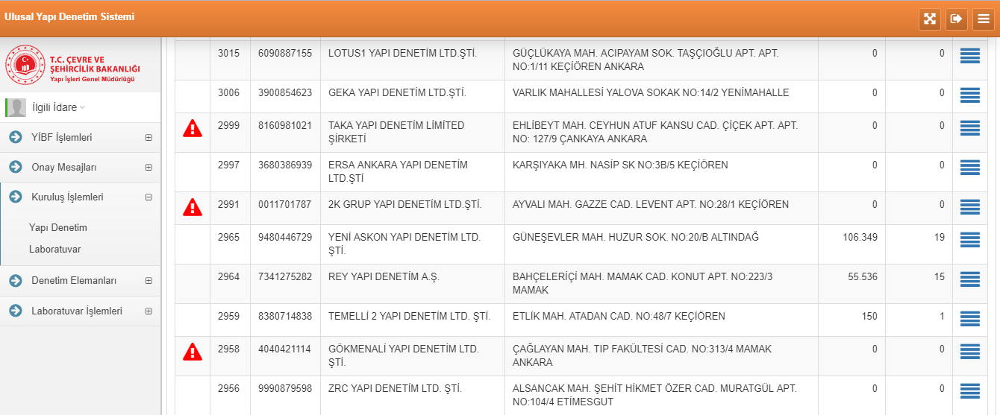 Ulusal Yapı Denetim Sistemi
T.C. ÇEVRE VE
ŞEHİRCİLİK BAKANLIĞI
Yapı İşleri Genel Müdürlüğü
İlgili İdare
YİBF İşlemleri
Onay Mesajları
Kuruluş İşlemleri
Yapı Denetim
Laboratuvar
Denetim Elemanları
Laboratuvar İşlemleri
3015 6090887155 LOTUS1 YAPI DENETİM LTD.ŞTİ. GÜÇLÜKAYA MAH. ACIPAYAM SOK. TAŞÇIOĞLU APT. APT. 0 0
NO:1/11 KEÇİÖREN ANKARA
3006 3900854623 GEKA YAPI DENETİM LTD.ŞTİ. VARLIK MAHALLESİ YALOVA SOKAK NO:14/2 YENİMAHALLE 0 0
2999 8160981021 TAKA YAPI DENETİM LİMİTED EHLİBEYT MAH. CEYHUN ATUF KANSU CAD. ÇİÇEK APT. APT. 0 0
ŞİRKETİ NO: 127/9 ÇANKAYA ANKARA
2997 3680386939 ERSA ANKARA YAPI DENETİM KARŞIYAKA MH. NASİP SK NO:3B/5 KEÇİÖREN 0 0
LTD.ŞTİ
2991 0011701787 2K GRUP YAPI DENETİM LTD.ŞTİ. AYVALI MAH. GAZZE CAD. LEVENT APT. NO:28/1 KEÇİÖREN 0 0
2965 9480446729 YENİ ASKON YAPI DENETİM LTD. GÜNEŞEVLER MAH. HUZUR SOK. NO:20/B ALTINDAĞ 106.349 19
ŞTİ.
2964 7341275282 REY YAPI DENETİM A.Ş. BAHÇELERİÇİ MAH. MAMAK CAD. KONUT APT. NO:223/3 55.536 15
MAMAK
2959 8380714838 TEMELLİ 2 YAPI DENETİM LTD. ŞTİ. ETLİK MAH. ATADAN CAD. NO:48/7 KEÇİÖREN 150 1
2958 4040421114 GÖKMENALİ YAPI DENETİM LTD. ÇAĞLAYAN MAH. TIP FAKÜLTESİ CAD. NO:313/4 MAMAK 0 0
ŞTİ. ANKARA
2956 9990879598 ZRC YAPI DENETİM LTD. ŞTİ. ALSANCAK MAH. ŞEHİT HİKMET ÖZER CAD. MURATGÜL APT. 0 0
NO:104/4 ETİMESGUT